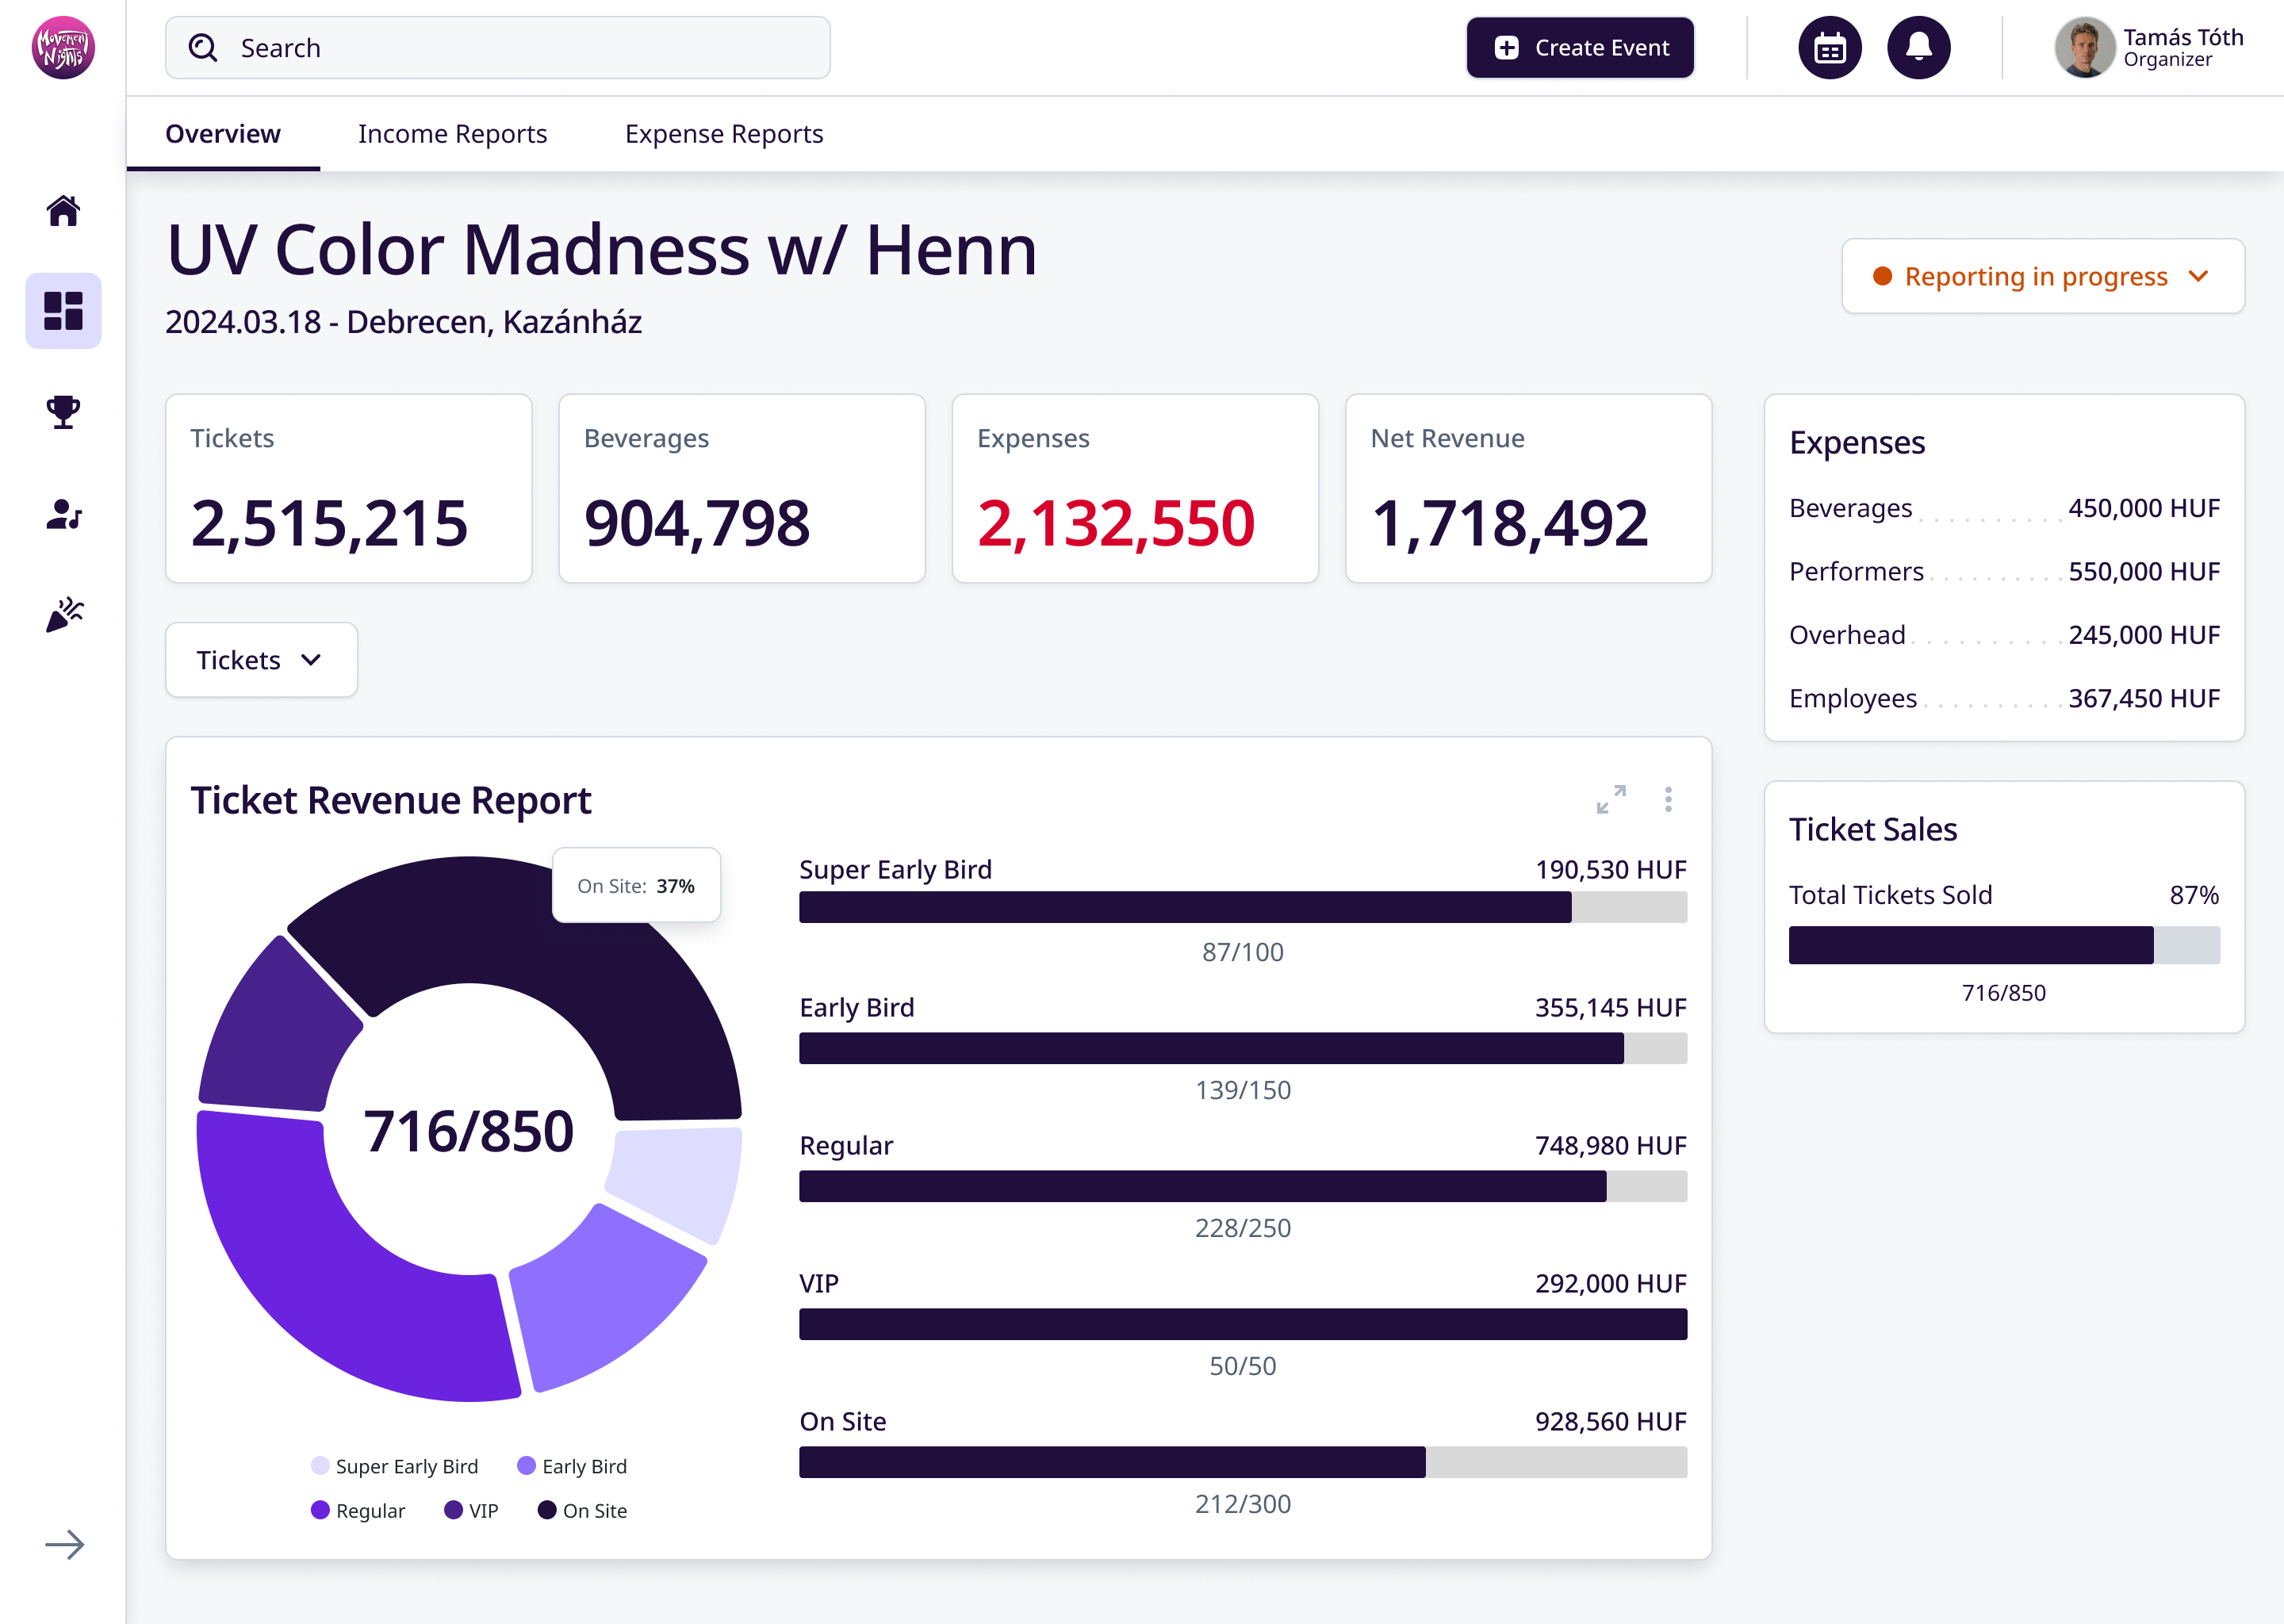 Movement
Nights
Search
Create Event
Tamás Tóth
Organizer
Overview
Income Reports
Expense Reports
UV Color Madness w/ Henn
2024.03.18 - Debrecen, Kazánház
Reporting in progress
Tickets
2,515,215
Beverages
904,798
Expenses
2,132,550
Net Revenue
1,718,492
Tickets
Ticket Revenue Report
On Site: 37%
716/850
Super Early Bird
Early Bird
Regular
VIP
On Site
Super Early Bird 190,530 HUF
87/100
Early Bird 355,145 HUF
139/150
Regular 748,980 HUF
228/250
VIP 292,000 HUF
50/50
On Site 928,560 HUF
212/300
Expenses
Beverages . . . . . . . . . . 450,000 HUF
Performers . . . . . . . . . . 550,000 HUF
Overhead . . . . . . . . . . 245,000 HUF
Employees . . . . . . . . . . 367,450 HUF
Ticket Sales
Total Tickets Sold 87%
716/850